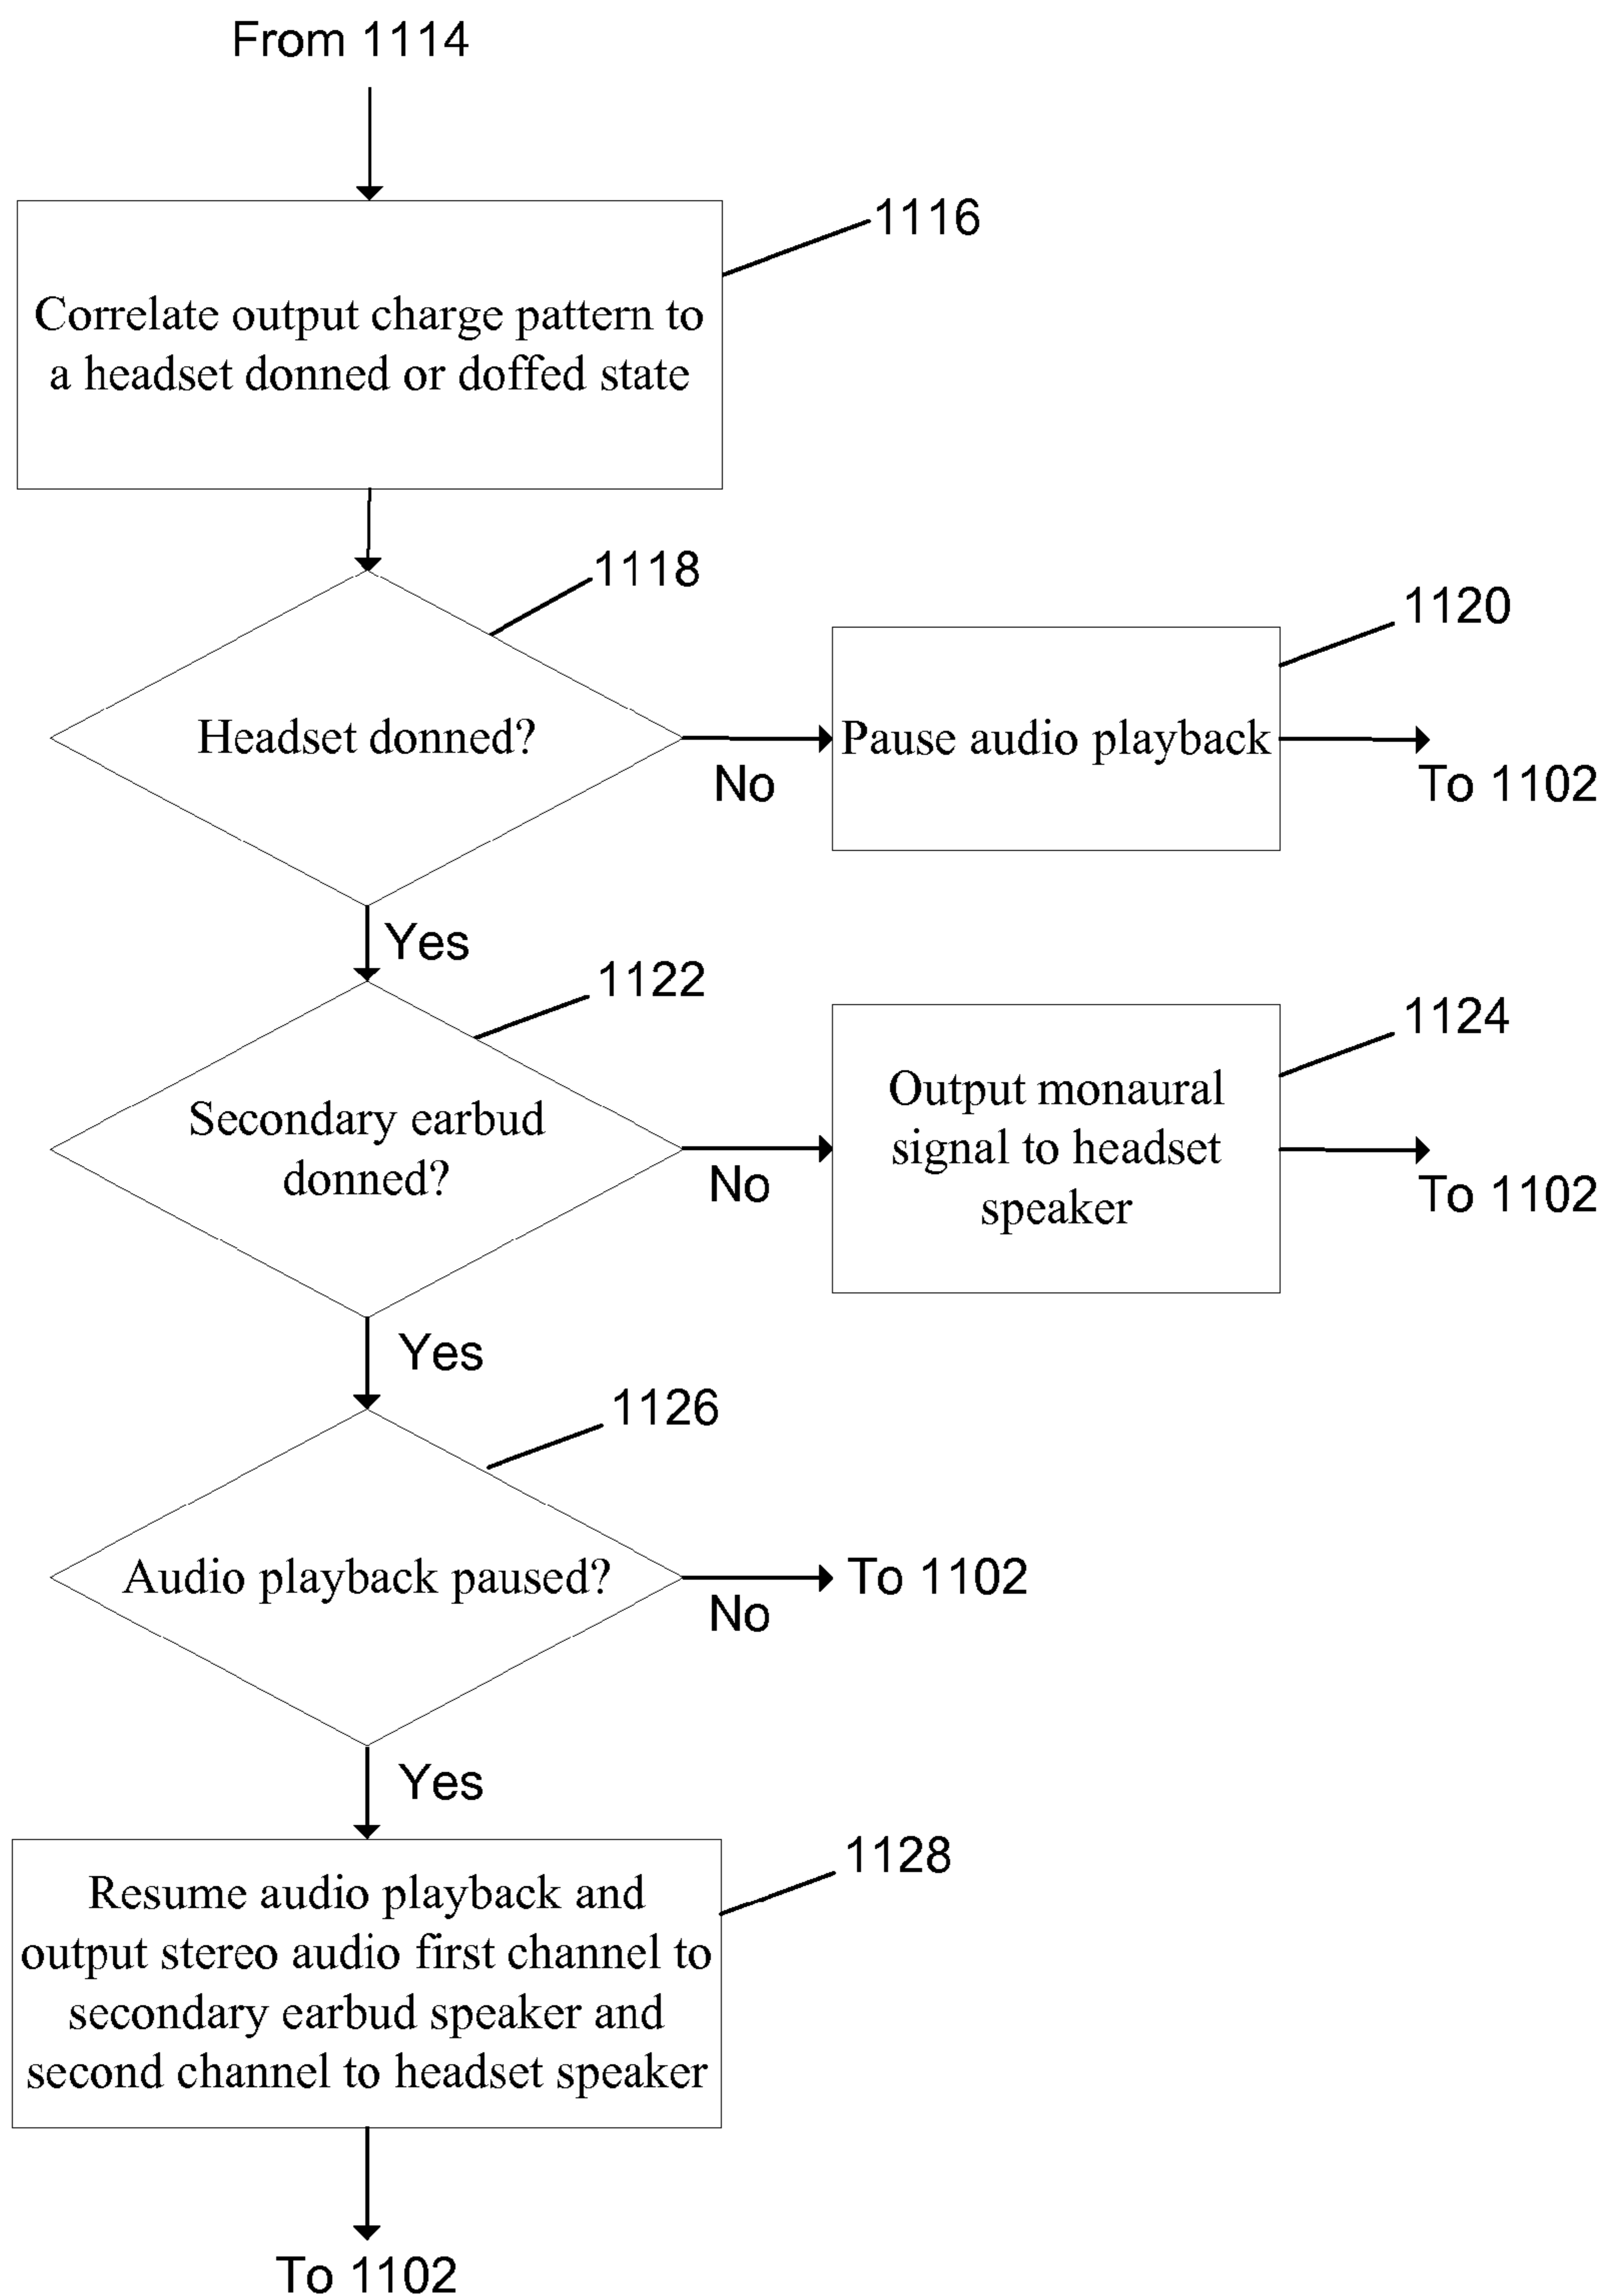 From 1114
1116
Correlate output charge pattern to
a headset donned or doffed state
1118
Headset donned?
No
1120
Pause audio playback
To 1102
Yes
1122
Secondary earbud
donned?
No
1124
Output monaural
signal to headset
speaker
To 1102
Yes
1126
Audio playback paused?
No
To 1102
Yes
1128
Resume audio playback and
output stereo audio first channel to
secondary earbud speaker and
second channel to headset speaker
To 1102